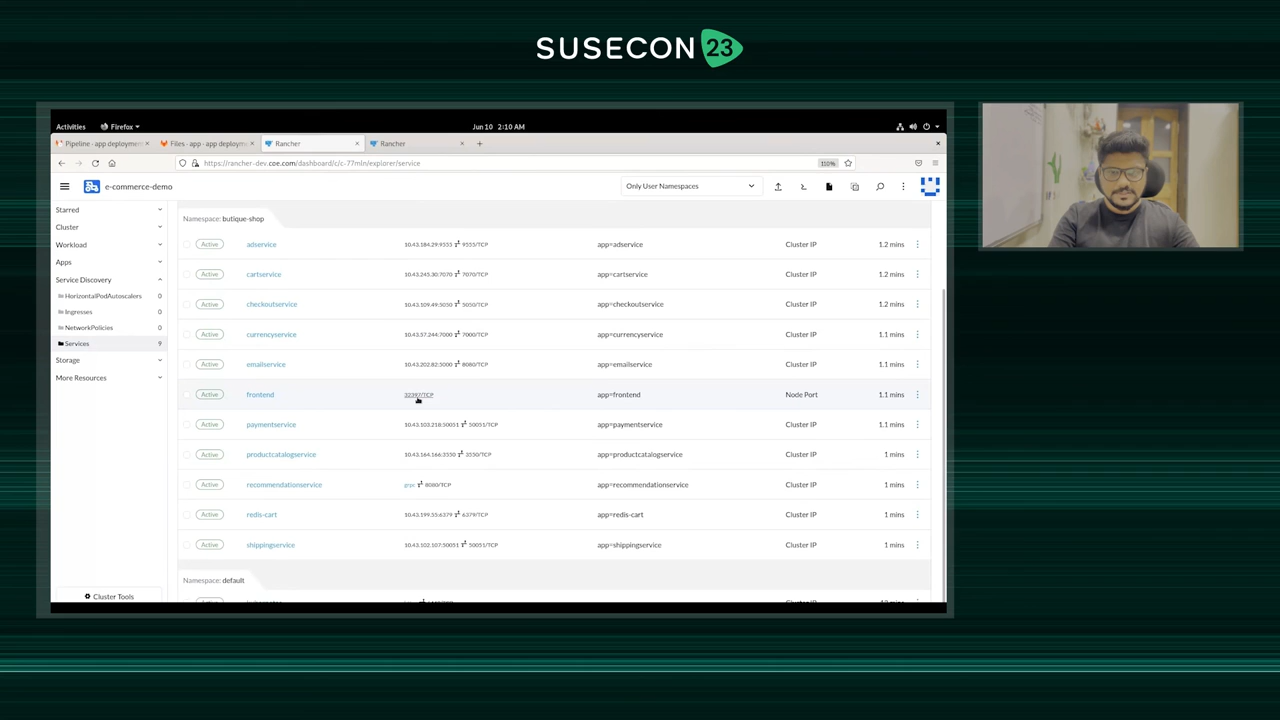 SUSECON 23
Activities Firefox Jun 10 2:10 AM
Pipeline - app deployment Files · app · app deploym Rancher Rancher
https://rancher-dev.coe.com/dashboard/c/c-77mln/explorer/service 110%
e-commerce-demo Only User Namespaces
Starred
Cluster
Workload
Apps
Service Discovery
HorizontalPodAutoscalers 0
Ingresses 0
NetworkPolicies 0
Services 9
Storage
More Resources
Cluster Tools
Namespace: butique-shop
Active adservice 10.43.184.29:9555 9555/TCP app=adservice Cluster IP 1.2 mins
Active cartservice 10.43.245.30:7070 7070/TCP app=cartservice Cluster IP 1.2 mins
Active checkoutservice 10.43.109.49:5050 5050/TCP app=checkoutservice Cluster IP 1.2 mins
Active currencyservice 10.43.57.244:7000 7000/TCP app=currencyservice Cluster IP 1.1 mins
Active emailservice 10.43.202.82:5000 8080/TCP app=emailservice Cluster IP 1.1 mins
Active frontend 32397/TCP app=frontend Node Port 1.1 mins
Active paymentservice 10.43.103.218:50051 50051/TCP app=paymentservice Cluster IP 1.1 mins
Active productcatalogservice 10.43.164.166:3550 3550/TCP app=productcatalogservice Cluster IP 1 mins
Active recommendationservice grpc 8080/TCP app=recommendationservice Cluster IP 1 mins
Active redis-cart 10.43.199.55:6379 6379/TCP app=redis-cart Cluster IP 1 mins
Active shippingservice 10.43.102.107:50051 50051/TCP app=shippingservice Cluster IP 1 mins
Namespace: default